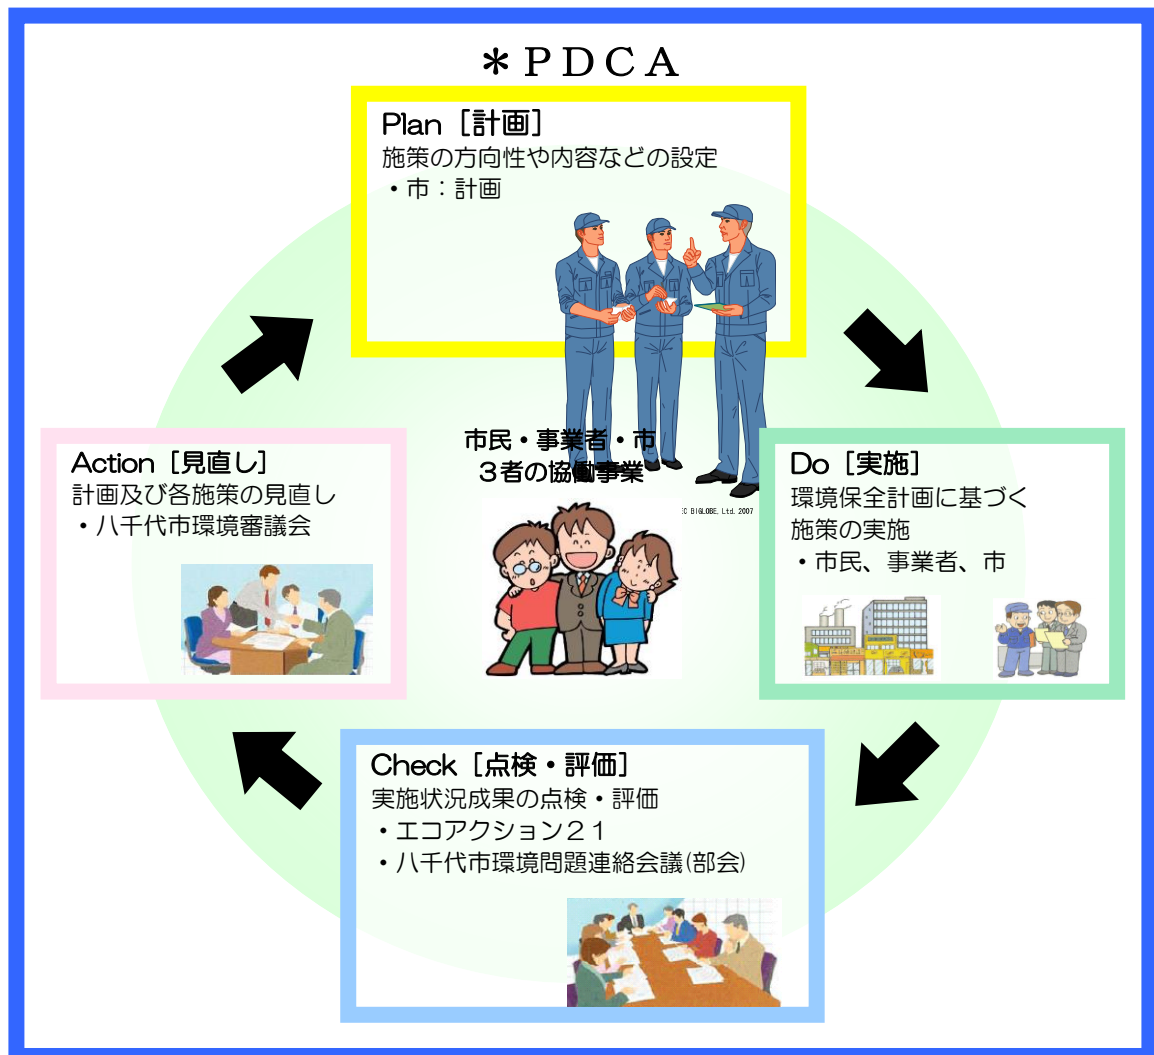 ＊ＰＤＣＡ
Plan［計画］
施策の方向性や内容などの設定
・市：計画
市民・事業者・市
３者の協働事業
C BIGLOBE, Ltd. 2007
Action［見直し］
計画及び各施策の見直し
・八千代市環境審議会
Do［実施］
環境保全計画に基づく
施策の実施
・市民、事業者、市
Check［点検・評価］
実施状況成果の点検・評価
・エコアクション２１
・八千代市環境問題連絡会議(部会)